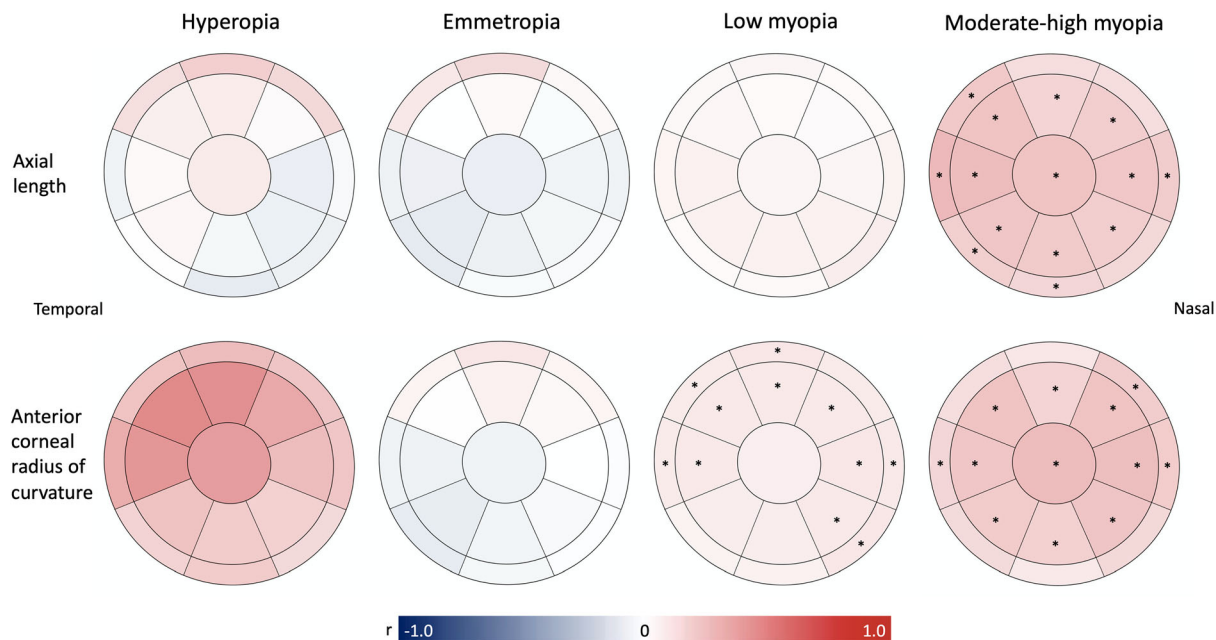 Hyperopia Emmetropia Low myopia Moderate-high myopia
* * * *
* *
Axial
length
* * * * *
* * *
* *
*
Temporal Nasal
*
* * * *
* * * *
Anterior
corneal
radius of
curvature
* * * * * * * * *
* * *
* *
r -1.0 0 1.0